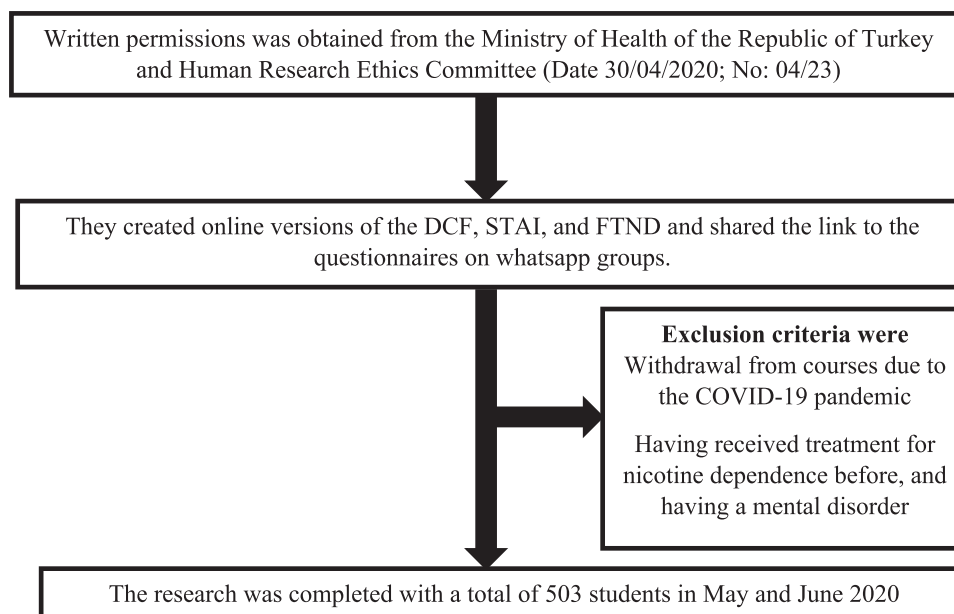 Written permissions was obtained from the Ministry of Health of the Republic of Turkey
and Human Research Ethics Committee (Date 30/04/2020; No: 04/23)
They created online versions of the DCF, STAI, and FTND and shared the link to the
questionnaires on whatsapp groups.
Exclusion criteria were
Withdrawal from courses due to
the COVID-19 pandemic
Having received treatment for
nicotine dependence before, and
having a mental disorder
The research was completed with a total of 503 students in May and June 2020